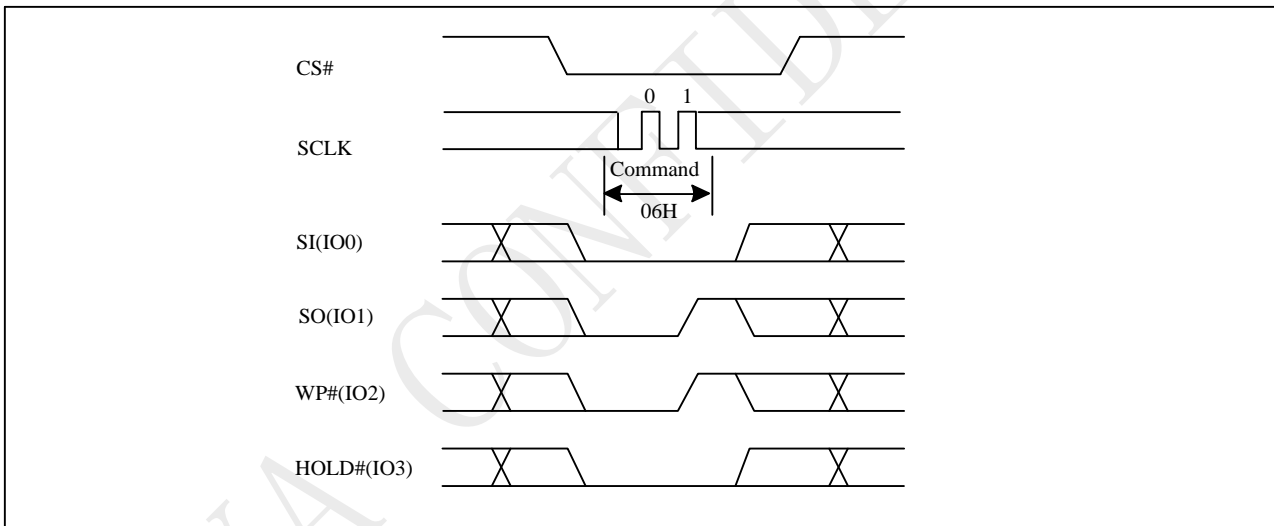 CS#
0 1
SCLK
Command
06H
SI(IO0)
SO(IO1)
WP#(IO2)
HOLD#(IO3)